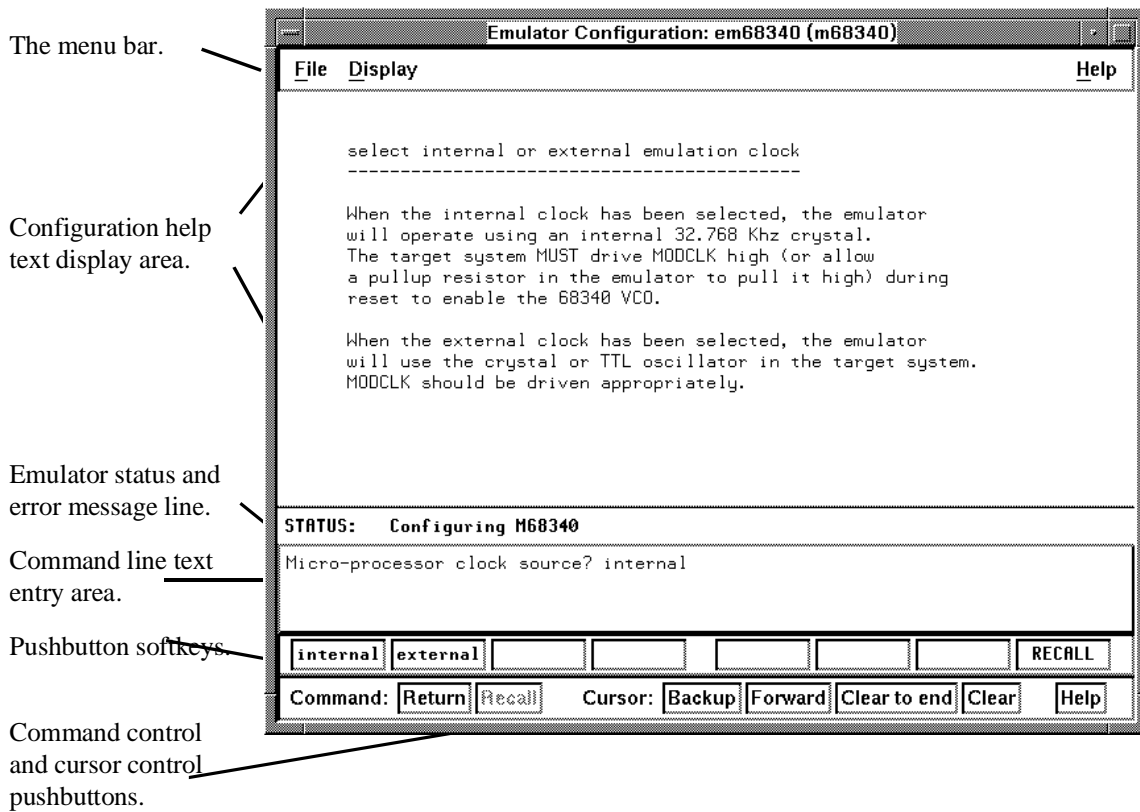 The menu bar.
Emulator Configuration: em68340 (m68340)
File Display Help
select internal or external emulation clock
-------------------------------------------
When the internal clock has been selected, the emulator
will operate using an internal 32.768 Khz crystal.
The target system MUST drive MODCLK high (or allow
a pullup resistor in the emulator to pull it high) during
reset to enable the 68340 VCO.
When the external clock has been selected, the emulator
will use the crystal or TTL oscillator in the target system.
MODCLK should be driven appropriately.
Configuration help
text display area.
Emulator status and
error message line.
STATUS: Configuring M68340
Command line text
entry area.
Micro-processor clock source? internal
Pushbutton softkeys.
internal external RECALL
Command: Return Recall Cursor: Backup Forward Clear to end Clear Help
Command control
and cursor control
pushbuttons.